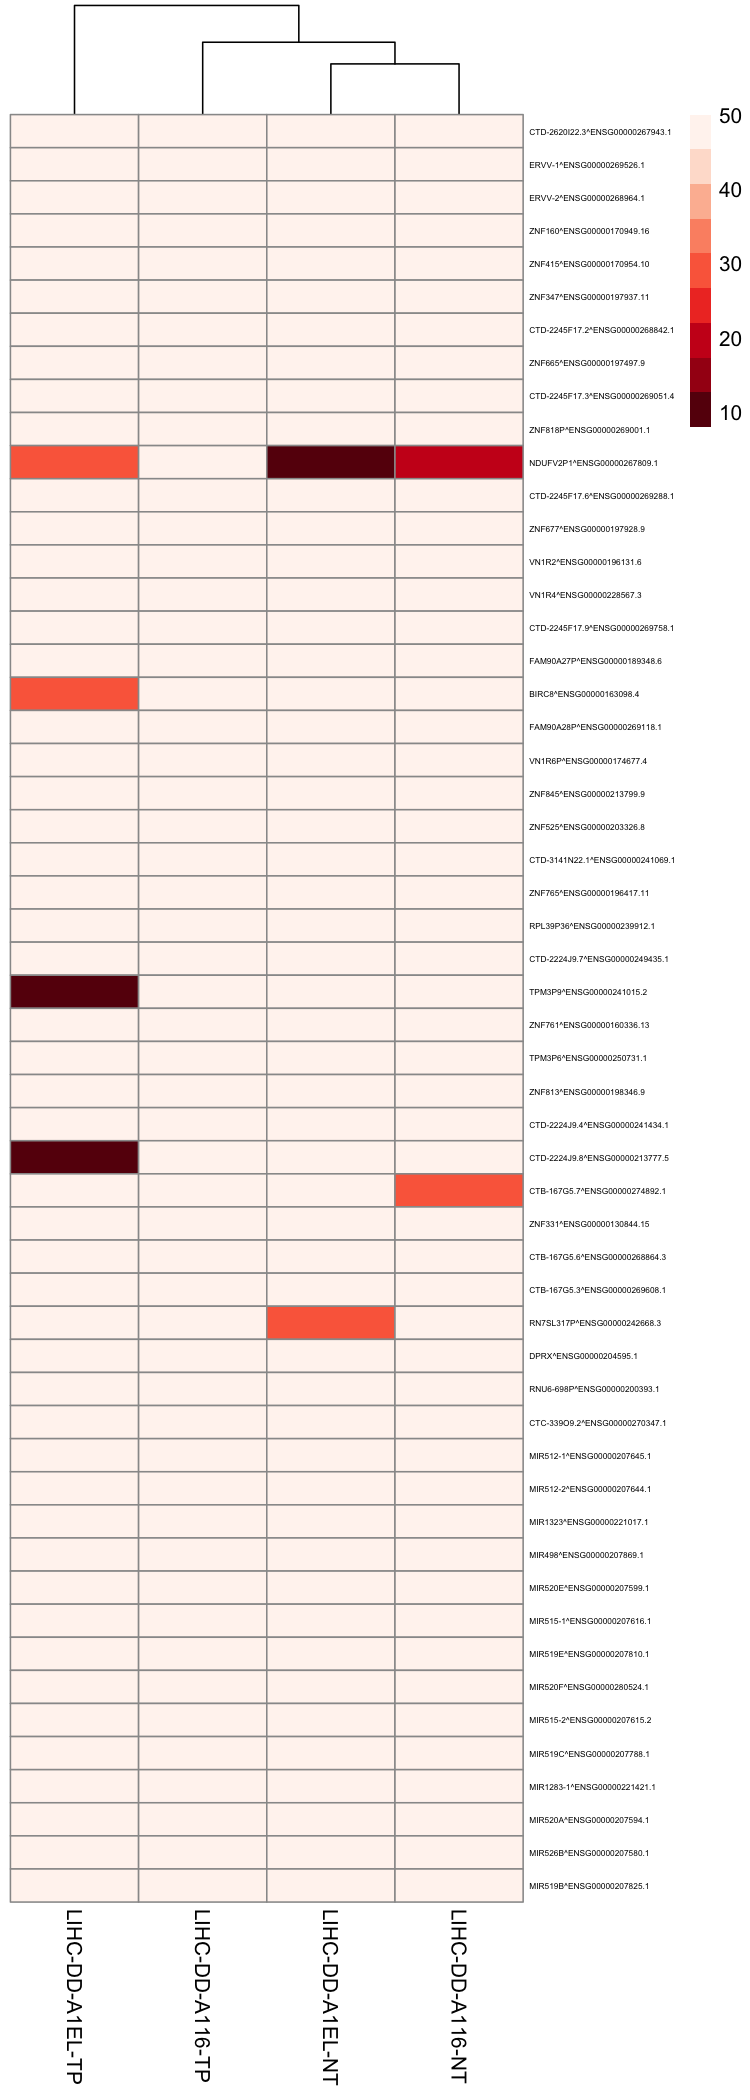 CTD-2620I22.3^ENSG00000267943.1
ERVV-1^ENSG00000269526.1
ERVV-2^ENSG00000268964.1
ZNF160^ENSG00000170949.16
ZNF415^ENSG00000170954.10
ZNF347^ENSG00000197937.11
CTD-2245F17.2^ENSG00000268842.1
ZNF665^ENSG00000197497.9
CTD-2245F17.3^ENSG00000269051.4
ZNF818P^ENSG00000269001.1
NDUFV2P1^ENSG00000267809.1
CTD-2245F17.6^ENSG00000269288.1
ZNF677^ENSG00000197928.9
VN1R2^ENSG00000196131.6
VN1R4^ENSG00000228567.3
CTD-2245F17.9^ENSG00000269758.1
FAM90A27P^ENSG00000189348.6
BIRC8^ENSG00000163098.4
FAM90A28P^ENSG00000269118.1
VN1R6P^ENSG00000174677.4
ZNF845^ENSG00000213799.9
ZNF525^ENSG00000203326.8
CTD-3141N22.1^ENSG00000241069.1
ZNF765^ENSG00000196417.11
RPL39P36^ENSG00000239912.1
CTD-2224J9.7^ENSG00000249435.1
TPM3P9^ENSG00000241015.2
ZNF761^ENSG00000160336.13
TPM3P6^ENSG00000250731.1
ZNF813^ENSG00000198346.9
CTD-2224J9.4^ENSG00000241434.1
CTD-2224J9.8^ENSG00000213777.5
CTB-167G5.7^ENSG00000274892.1
ZNF331^ENSG00000130844.15
CTB-167G5.6^ENSG00000268864.3
CTB-167G5.3^ENSG00000269608.1
RN7SL317P^ENSG00000242668.3
DPRX^ENSG00000204595.1
RNU6-698P^ENSG00000200393.1
CTC-339O9.2^ENSG00000270347.1
MIR512-1^ENSG00000207645.1
MIR512-2^ENSG00000207644.1
MIR1323^ENSG00000221017.1
MIR498^ENSG00000207869.1
MIR520E^ENSG00000207599.1
MIR515-1^ENSG00000207616.1
MIR519E^ENSG00000207810.1
MIR520F^ENSG00000280524.1
MIR515-2^ENSG00000207615.2
MIR519C^ENSG00000207788.1
MIR1283-1^ENSG00000221421.1
MIR520A^ENSG00000207594.1
MIR526B^ENSG00000207580.1
MIR519B^ENSG00000207825.1
50
40
30
20
10
LIHC-DD-A1EL-TP
LIHC-DD-A116-TP
LIHC-DD-A1EL-NT
LIHC-DD-A116-NT